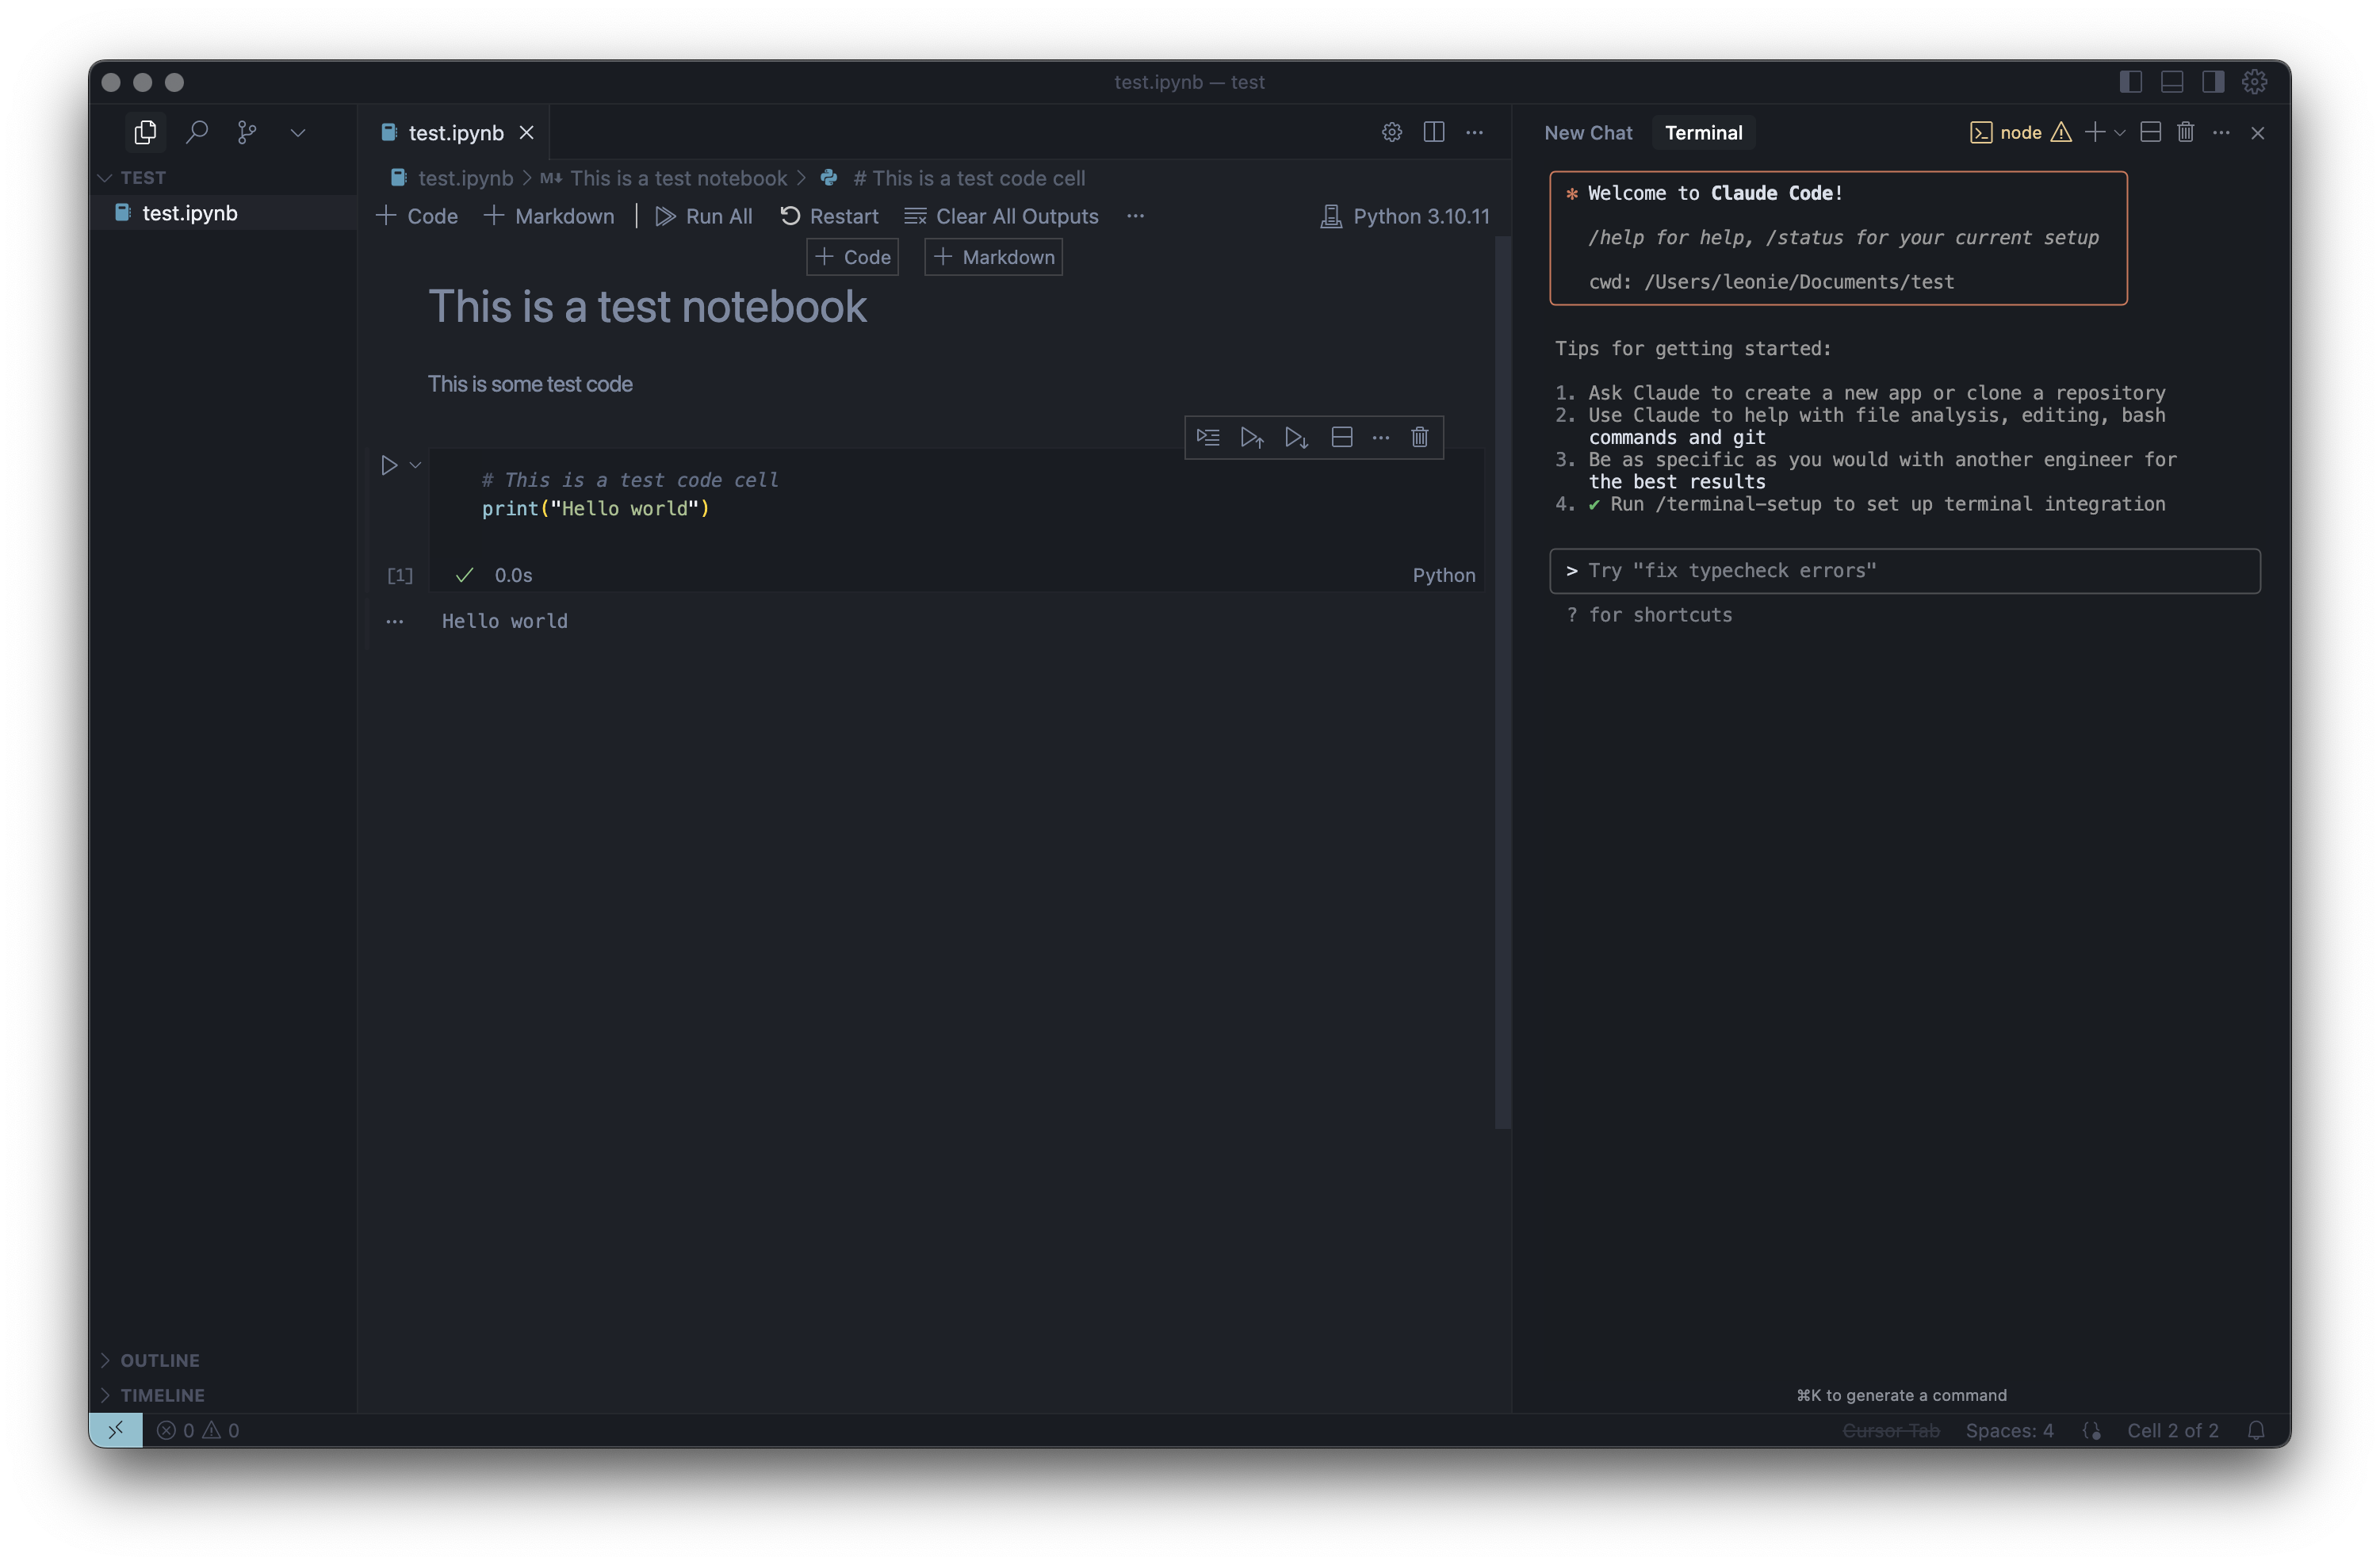 test.ipynb — test
TEST
test.ipynb
OUTLINE
TIMELINE
test.ipynb
test.ipynb > M↓ This is a test notebook > # This is a test code cell
+ Code + Markdown | Run All Restart Clear All Outputs ··· Python 3.10.11
+ Code + Markdown
This is a test notebook
This is some test code
# This is a test code cell
print("Hello world")
[1] ✓ 0.0s Python
··· Hello world
New Chat Terminal node
✻ Welcome to Claude Code!
/help for help, /status for your current setup
cwd: /Users/leonie/Documents/test
Tips for getting started:
1. Ask Claude to create a new app or clone a repository
2. Use Claude to help with file analysis, editing, bash
commands and git
3. Be as specific as you would with another engineer for
the best results
4. ✔ Run /terminal-setup to set up terminal integration
> Try "fix typecheck errors"
? for shortcuts
⌘K to generate a command
0 0 Cursor Tab Spaces: 4 Cell 2 of 2